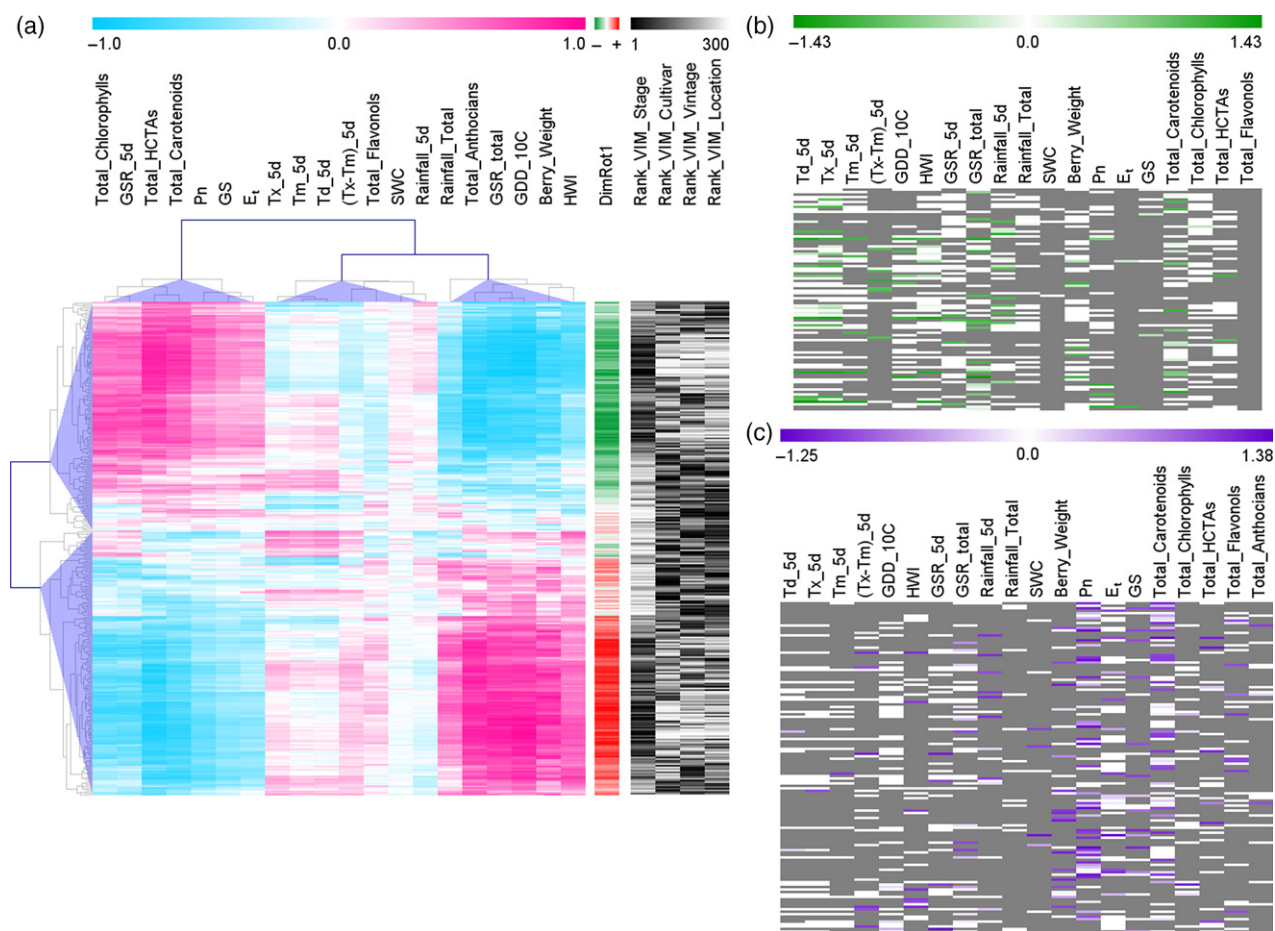 (a)
−1.0 0.0 1.0
− +
1 300
Total_Chlorophylls
GSR_5d
Total_HCTAs
Total_Carotenoids
Pn
GS
Et
Tx_5d
Tm_5d
Td_5d
(Tx-Tm)_5d
Total_Flavonols
SWC
Rainfall_5d
Rainfall_Total
Total_Anthocians
GSR_total
GDD_10C
Berry_Weight
HWI
DimRot1
Rank_VIM_Stage
Rank_VIM_Cultivar
Rank_VIM_Vintage
Rank_VIM_Location
(b)
−1.43 0.0 1.43
Td_5d
Tx_5d
Tm_5d
(Tx-Tm)_5d
GDD_10C
HWI
GSR_5d
GSR_total
Rainfall_5d
Rainfall_Total
SWC
Berry_Weight
Pn
Et
GS
Total_Carotenoids
Total_Chlorophylls
Total_HCTAs
Total_Flavonols
(c)
−1.25 0.0 1.38
Td_5d
Tx_5d
Tm_5d
(Tx-Tm)_5d
GDD_10C
HWI
GSR_5d
GSR_total
Rainfall_5d
Rainfall_Total
SWC
Berry_Weight
Pn
Et
GS
Total_Carotenoids
Total_Chlorophylls
Total_HCTAs
Total_Flavonols
Total_Anthocians